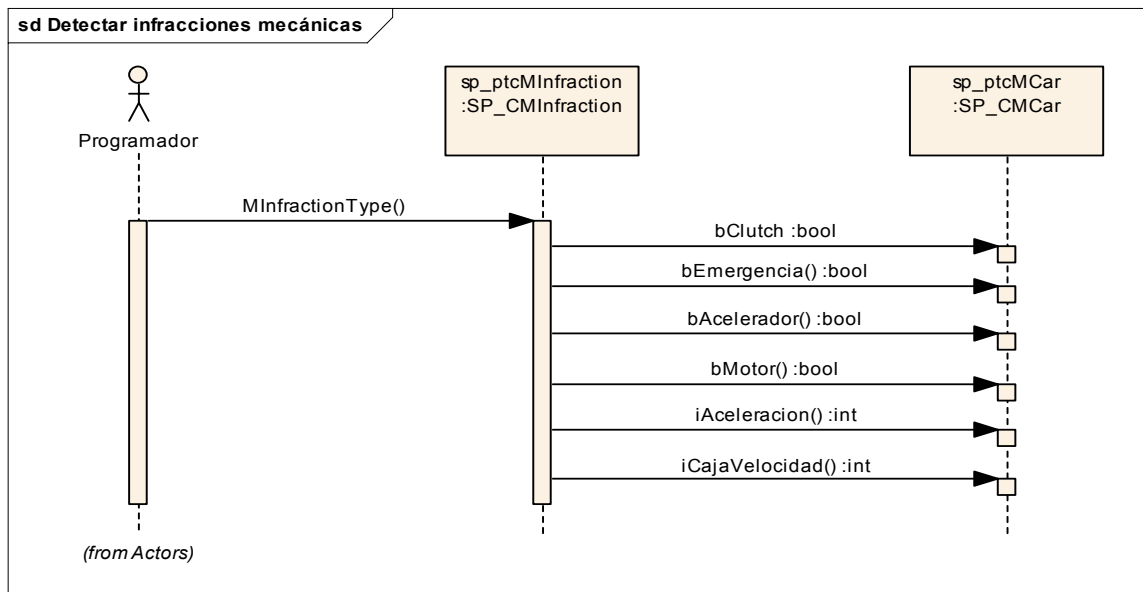 sd Detectar infracciones mecánicas
sp_ptcMInfraction
:SP_CMInfraction
sp_ptcMCar
:SP_CMCar
Programador
MInfractionType()
bClutch :bool
bEmergencia() :bool
bAcelerador() :bool
bMotor() :bool
iAceleracion() :int
iCajaVelocidad() :int
(from Actors)